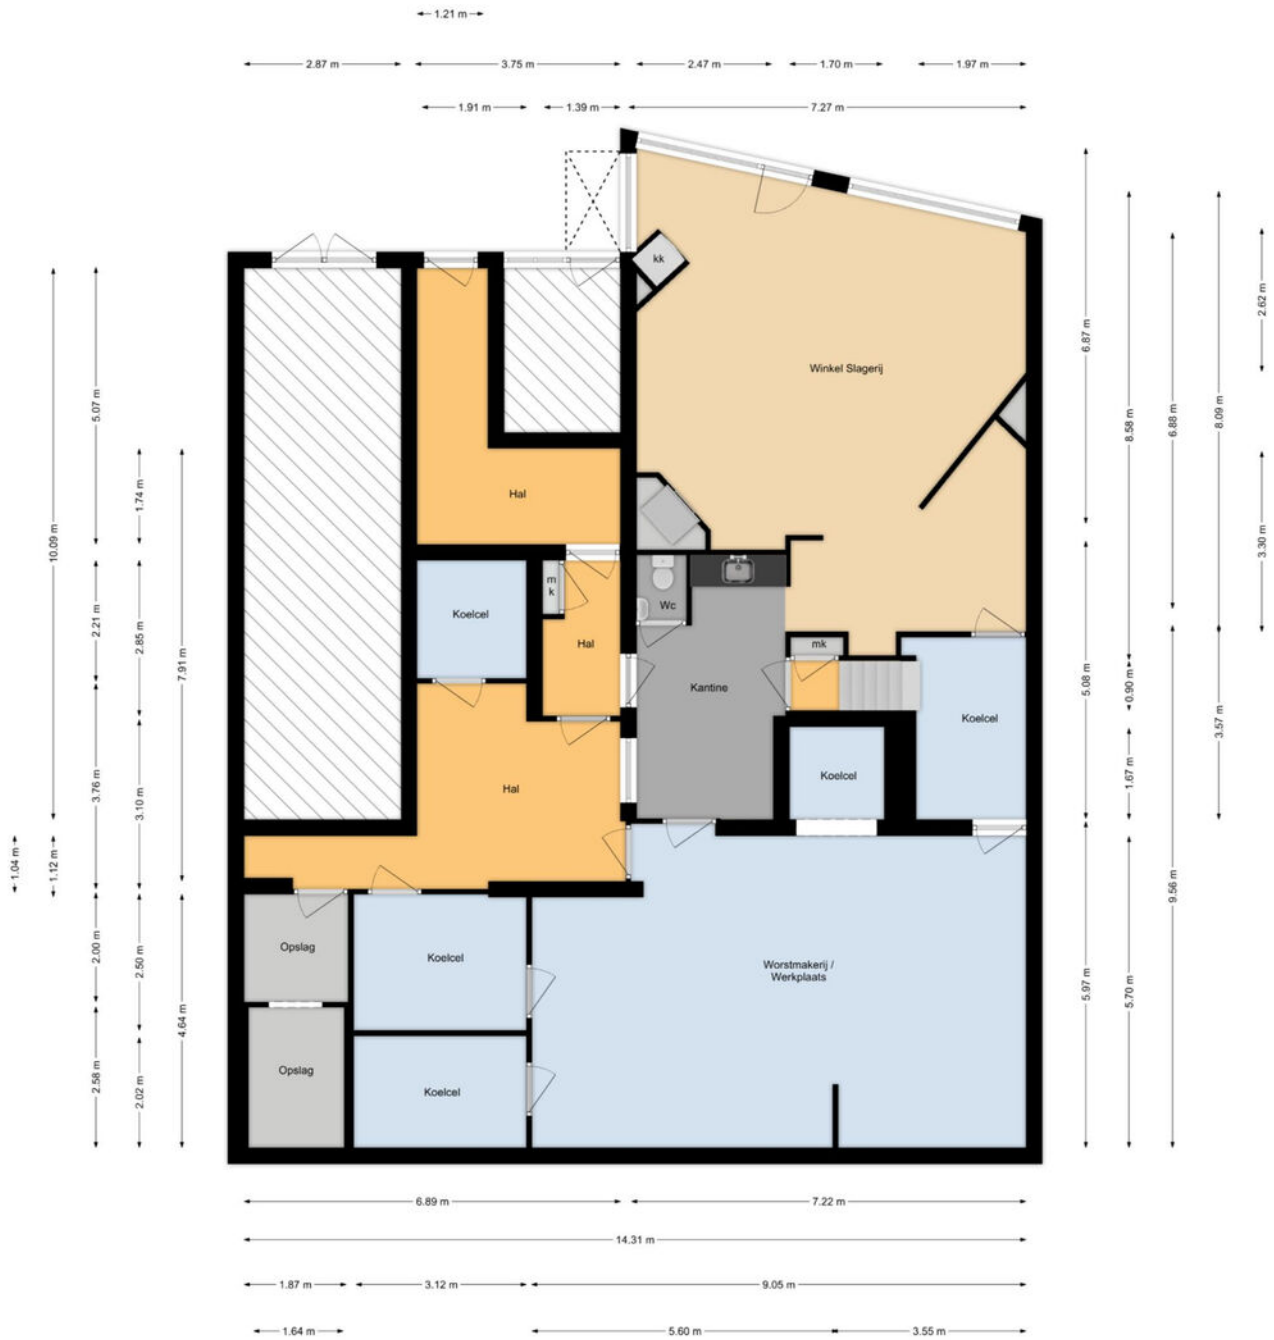 1.21 m
2.87 m
3.75 m
2.47 m
1.70 m
1.97 m
1.91 m
1.39 m
7.27 m
kk
Winkel Slagerij
Hal
m
k
Koelcel
Wc
Hal
mk
Kantine
Koelcel
Koelcel
Hal
Opslag
Koelcel
Worstmakerij /
Werkplaats
Opslag
Koelcel
1.04 m
10.09 m
1.12 m
5.07 m
2.21 m
3.76 m
2.00 m
2.58 m
1.74 m
2.85 m
3.10 m
2.50 m
2.02 m
7.91 m
4.64 m
6.87 m
5.08 m
5.97 m
8.58 m
0.90 m
1.67 m
5.70 m
6.88 m
9.56 m
8.09 m
3.57 m
2.62 m
3.30 m
6.89 m
7.22 m
14.31 m
1.87 m
3.12 m
9.05 m
1.64 m
5.60 m
3.55 m